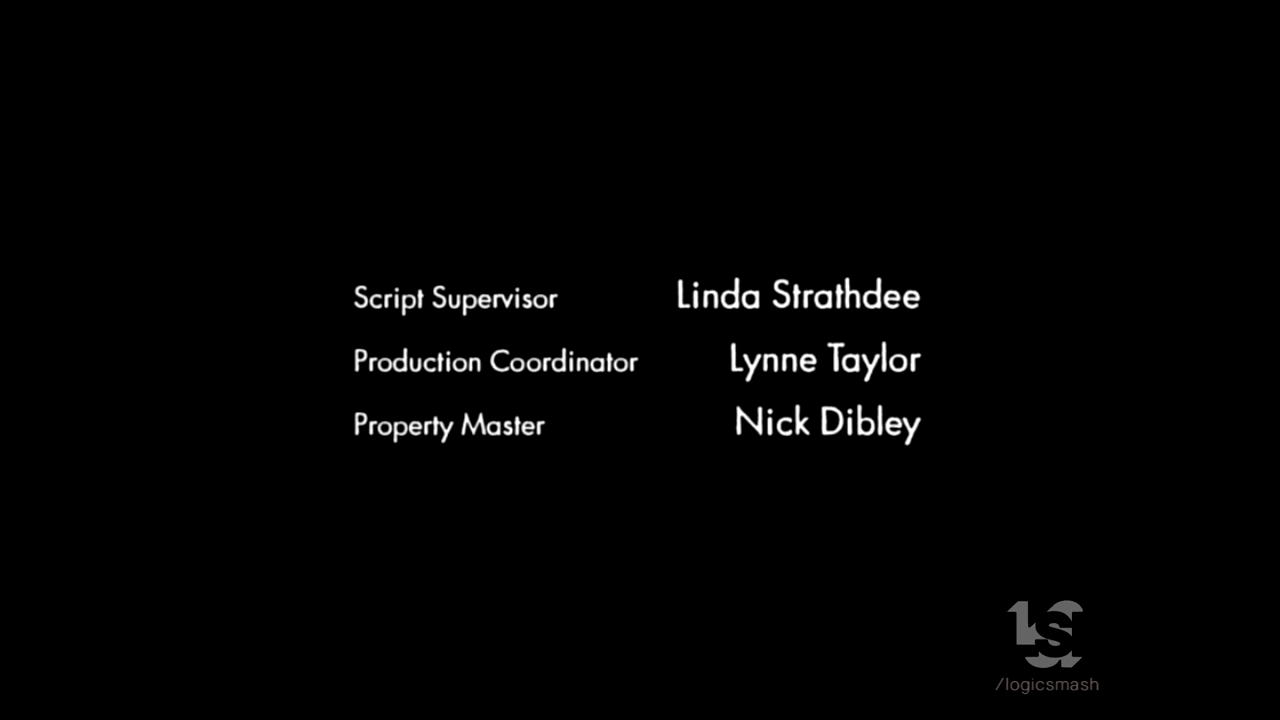 Script Supervisor Linda Strathdee
Production Coordinator Lynne Taylor
Property Master Nick Dibley
/logicsmash